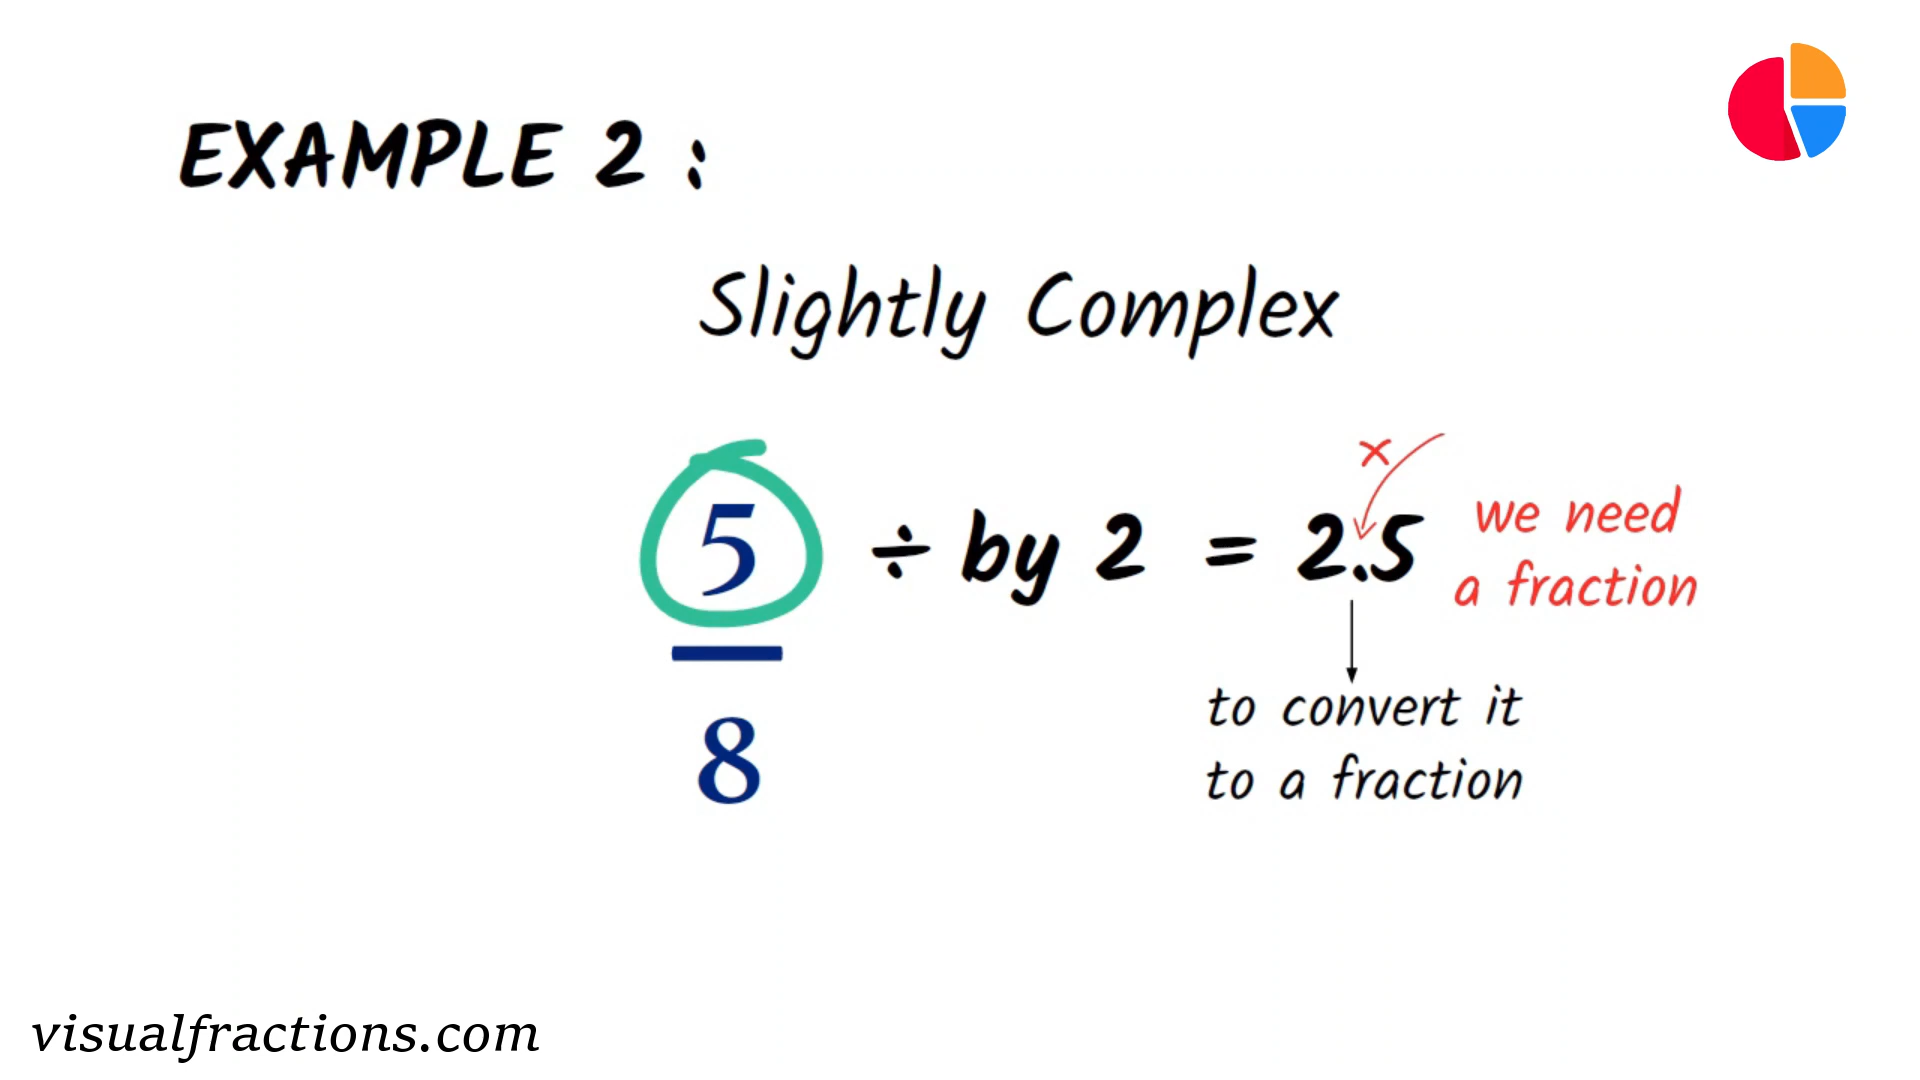 EXAMPLE 2 :
Slightly Complex
5 ÷ by 2 = 2.5
8
x
we need
a fraction
to convert it
to a fraction
visualfractions.com